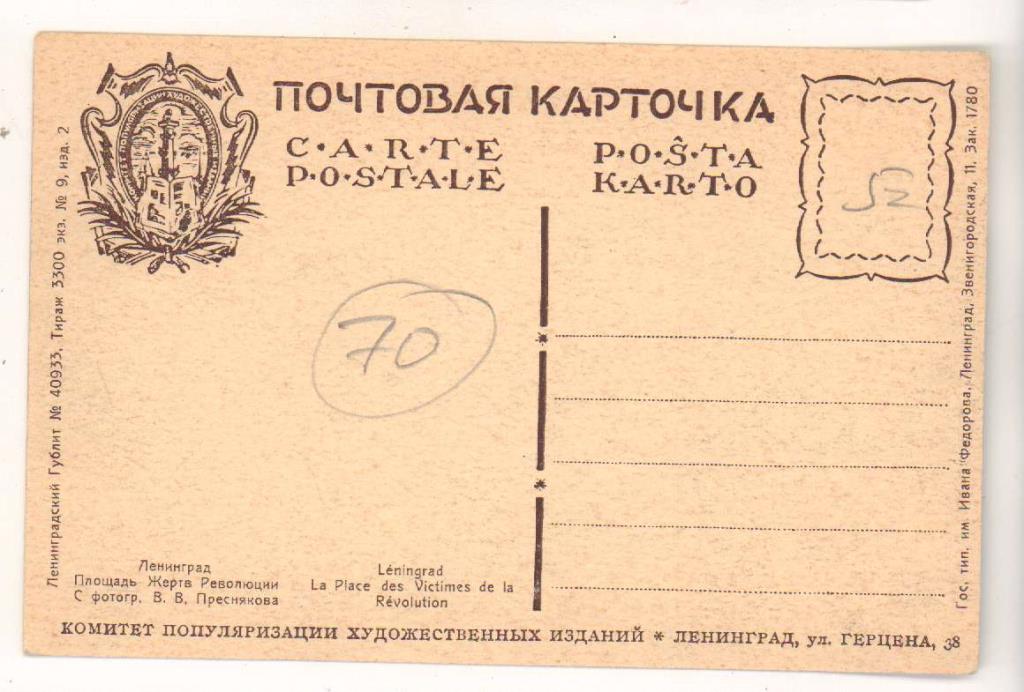 ПОЧТОВАЯ КАРТОЧКА
C·A·R·T·E
P·O·S·T·A·L·E
P·O·Ŝ·T·A
K·A·R·T·O
70
Ленинградский Гублит № 40933. Тираж 3300 экз. № 9, изд. 2
Ленинград
Площадь Жертв Революции
С фотогр. В. В. Преснякова
Léningrad
La Place des Victimes de la
Révolution
Гос. тип. им. Ивана Федорова, Ленинград, Звенигородская, 11. Зак. 1780
КОМИТЕТ ПОПУЛЯРИЗАЦИИ ХУДОЖЕСТВЕННЫХ ИЗДАНИЙ * ЛЕНИНГРАД, ул. ГЕРЦЕНА, 38